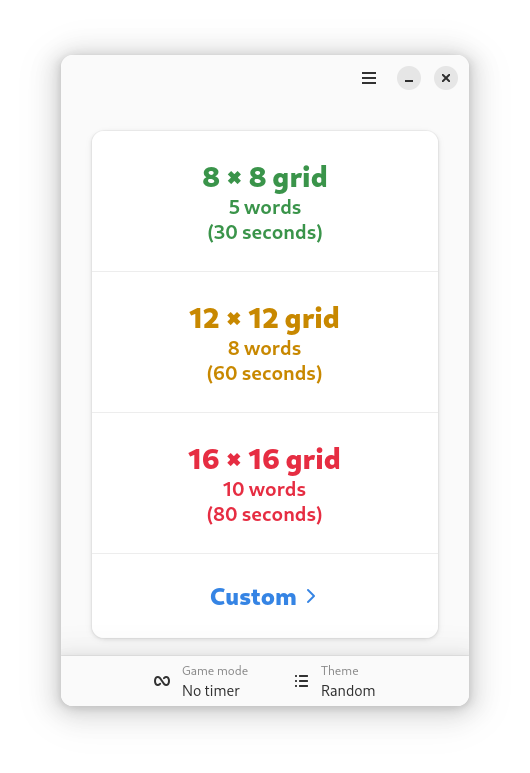 8 × 8 grid
5 words
(30 seconds)
12 × 12 grid
8 words
(60 seconds)
16 × 16 grid
10 words
(80 seconds)
Custom
Game mode
No timer
Theme
Random